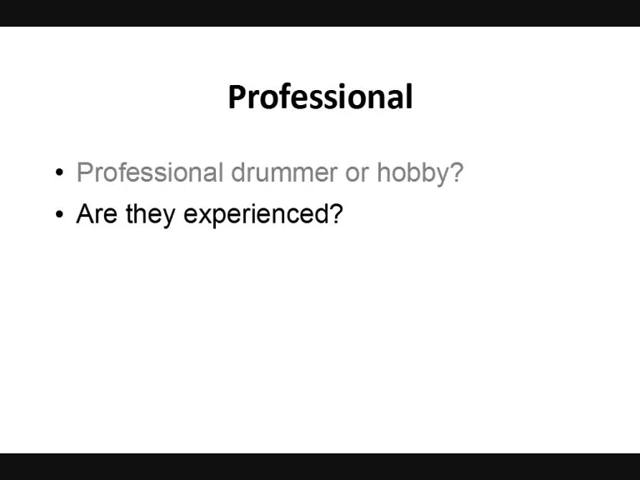 Professional
• Professional drummer or hobby?
• Are they experienced?